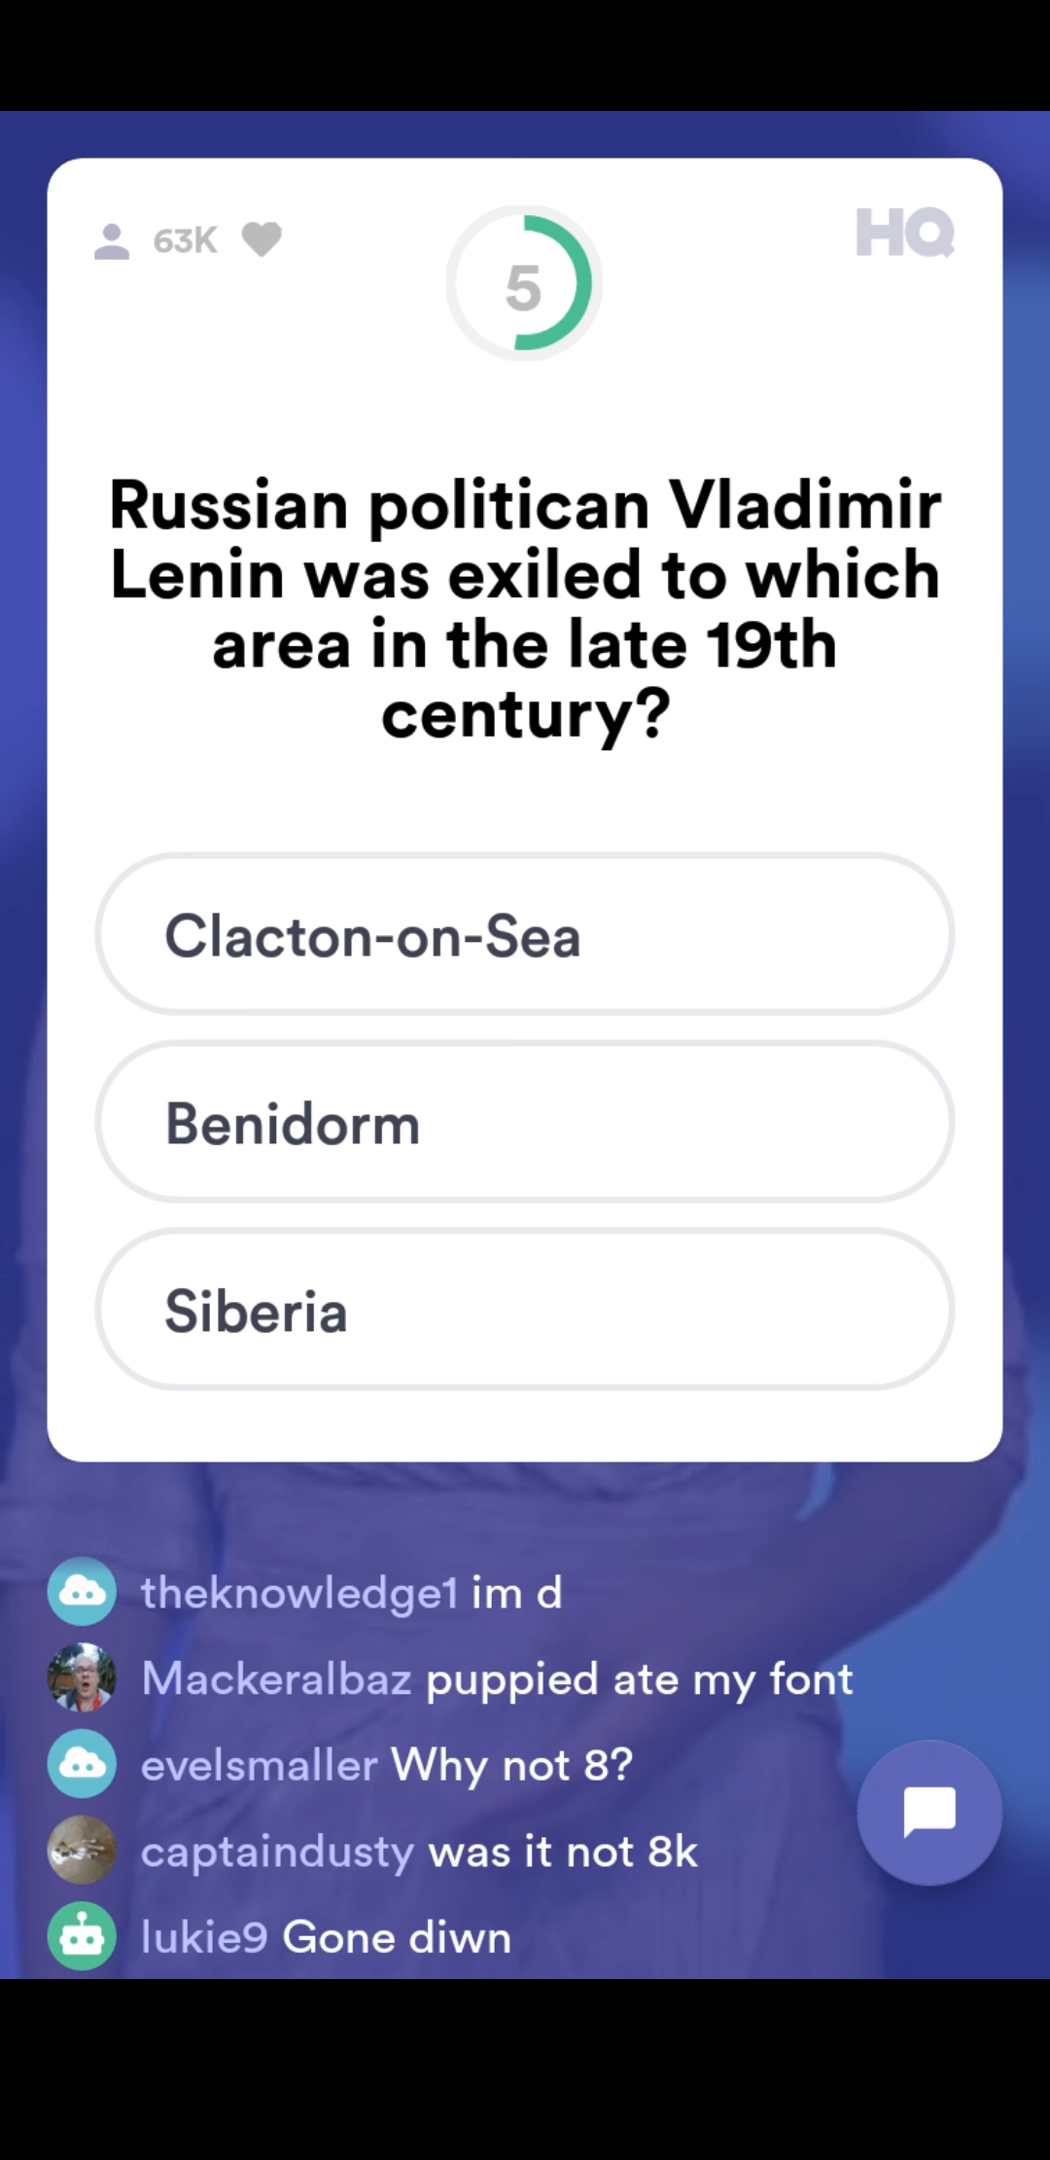 63K
5
HQ
Russian politican Vladimir
Lenin was exiled to which
area in the late 19th
century?
Clacton-on-Sea
Benidorm
Siberia
theknowledge1 im d
Mackeralbaz puppied ate my font
evelsmaller Why not 8?
captaindusty was it not 8k
lukie9 Gone diwn